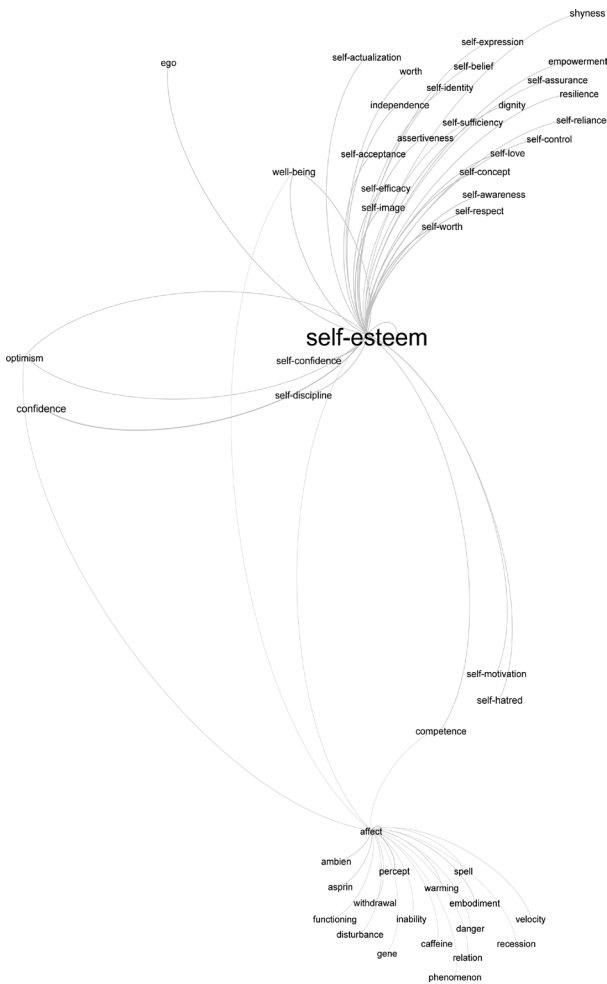 shyness
self-expression
self-actualization
ego
empowerment
self-belief
worth
self-assurance
self-identity
resilience
independence
dignity
self-sufficiency
self-reliance
assertiveness
self-control
self-acceptance
self-love
well-being
self-concept
self-efficacy
self-awareness
self-image
self-respect
self-worth
self-esteem
optimism
self-confidence
self-discipline
confidence
self-motivation
self-hatred
competence
affect
ambien
percept
spell
asprin
warming
withdrawal
embodiment
functioning
inability
velocity
disturbance
danger
caffeine
recession
gene
relation
phenomenon